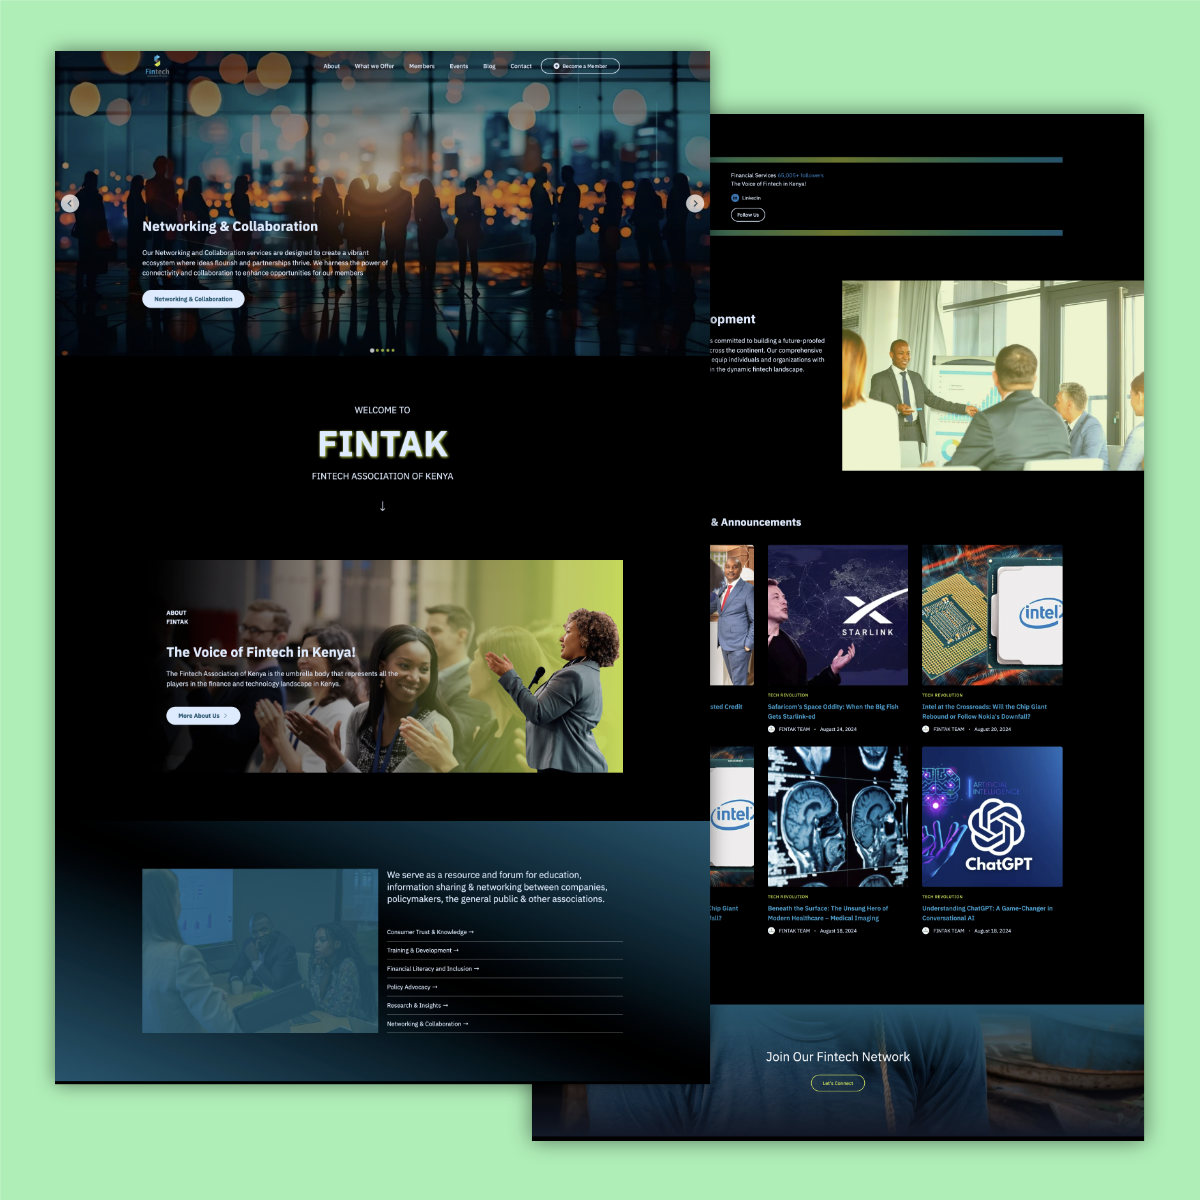 Fintech
About
What we Offer
Members
Events
Blog
Contact
Become a Member
Networking & Collaboration
Our Networking and Collaboration services are designed to create a vibrant
ecosystem where ideas flourish and partnerships thrive. We harness the power of
connectivity and collaboration to enhance opportunities for our members
Networking & Collaboration
WELCOME TO
FINTAK
FINTECH ASSOCIATION OF KENYA
↓
ABOUT
FINTAK
The Voice of Fintech in Kenya!
The Fintech Association of Kenya is the umbrella body that represents all the
players in the finance and technology landscape in Kenya.
More About Us
We serve as a resource and forum for education,
information sharing & networking between companies,
policymakers, the general public & other associations.
Consumer Trust & Knowledge →
Training & Development →
Financial Literacy and Inclusion →
Policy Advocacy →
Research & Insights →
Networking & Collaboration →
Financial Services 65,005+ followers
The Voice of Fintech in Kenya!
Linkedin
Follow Us
opment
s committed to building a future-proofed
cross the continent. Our comprehensive
equip individuals and organizations with
in the dynamic fintech landscape.
& Announcements
sted Credit
STARLINK
TECH REVOLUTION
Safaricom's Space Oddity: When the Big Fish
Gets Starlink-ed
FINTAK TEAM • August 24, 2024
intel
TECH REVOLUTION
Intel at the Crossroads: Will the Chip Giant
Rebound or Follow Nokia's Downfall?
FINTAK TEAM • August 20, 2024
intel
Chip Giant
fall?
TECH REVOLUTION
Beneath the Surface: The Unsung Hero of
Modern Healthcare – Medical Imaging
FINTAK TEAM • August 18, 2024
ARTIFICIAL
INTELLIGENCE
ChatGPT
TECH REVOLUTION
Understanding ChatGPT: A Game-Changer in
Conversational AI
FINTAK TEAM • August 18, 2024
Join Our Fintech Network
Let's Connect